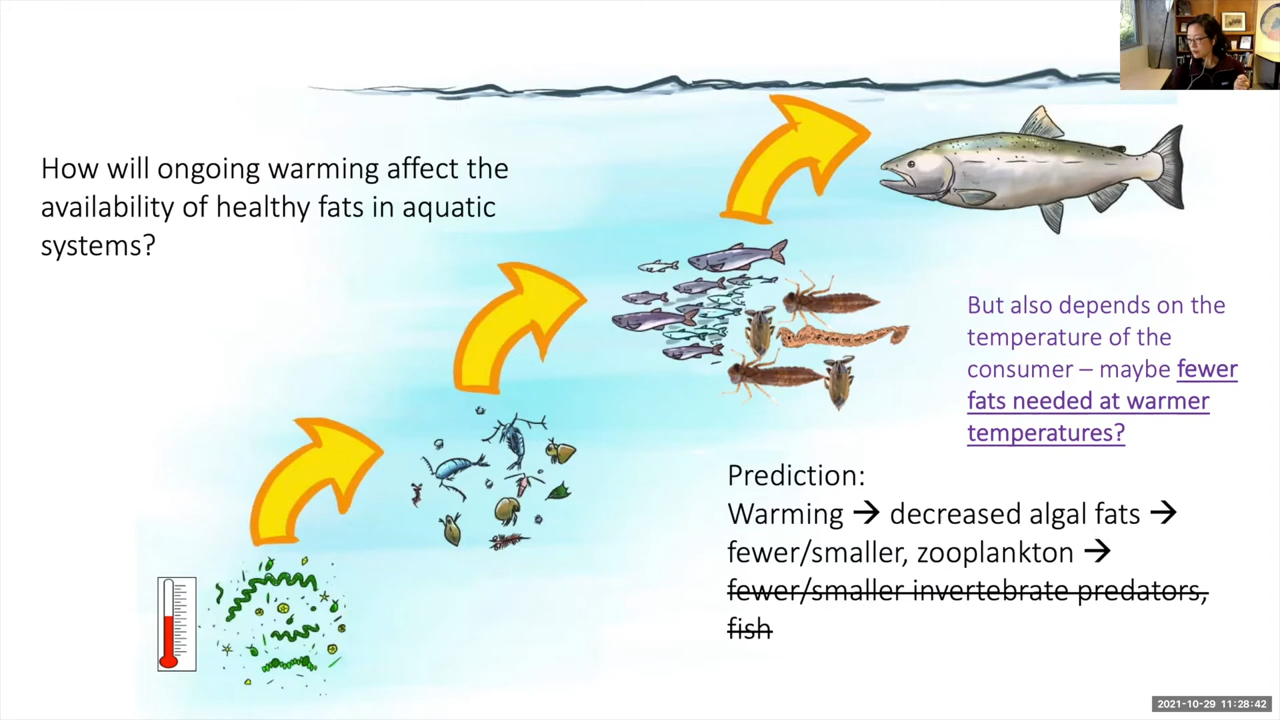 How will ongoing warming affect the
availability of healthy fats in aquatic
systems?
But also depends on the
temperature of the
consumer – maybe fewer
fats needed at warmer
temperatures?
Prediction:
Warming → decreased algal fats →
fewer/smaller, zooplankton →
fewer/smaller invertebrate predators,
fish
2021-10-29 11:28:42